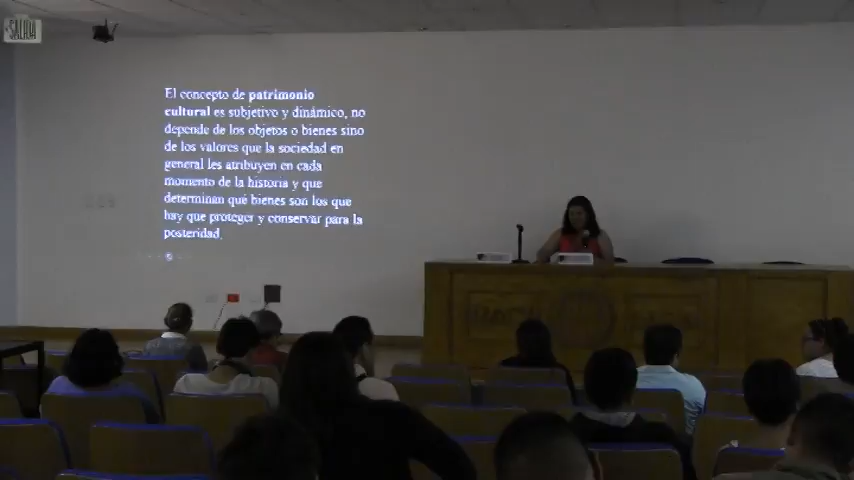 SALIDA
El concepto de patrimonio
cultural es subjetivo y dinámico, no
depende de los objetos o bienes sino
de los valores que la sociedad en
general les atribuyen en cada
momento de la historia y que
determinan qué bienes son los que
hay que proteger y conservar para la
posteridad.